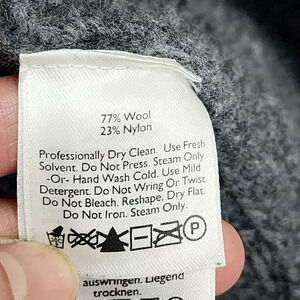 77% Wool
23% Nylon
Professionally Dry Clean. Use Fresh
Solvent. Do Not Press. Steam Only.
-Or- Hand Wash Cold. Use Mild
Detergent. Do Not Wring Or Twist.
Do Not Bleach. Reshape. Dry Flat.
Do Not Iron. Steam Only.
auswringen. Liegend
trocknen.